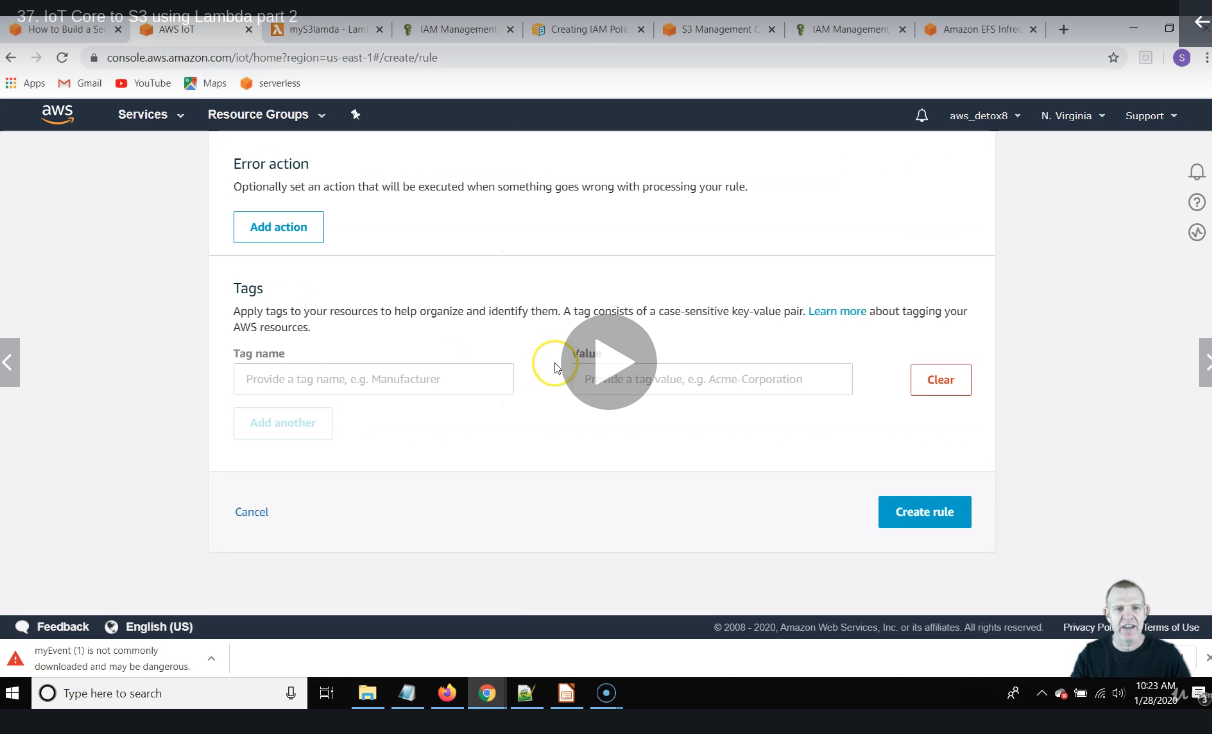 37. IoT Core to S3 using Lambda part 2
How to Build a Ser
AWS IoT
myS3lamda - Lam
IAM Management
Creating IAM Polic
S3 Management C
IAM Management
Amazon EFS Infreq
console.aws.amazon.com/iot/home?region=us-east-1#/create/rule
S
Apps
Gmail
YouTube
Maps
serverless
aws
Services
Resource Groups
aws_detox8
N. Virginia
Support
Error action
Optionally set an action that will be executed when something goes wrong with processing your rule.
Add action
Tags
Apply tags to your resources to help organize and identify them. A tag consists of a case-sensitive key-value pair. Learn more about tagging your
AWS resources.
Tag name
Value
Provide a tag name, e.g. Manufacturer
Provide a tag value, e.g. Acme-Corporation
Clear
Add another
Cancel
Create rule
Feedback
English (US)
© 2008 - 2020, Amazon Web Services, Inc. or its affiliates. All rights reserved.
Privacy Pol
Terms of Use
myEvent (1) is not commonly
downloaded and may be dangerous.
Type here to search
10:23 AM
1/28/2020